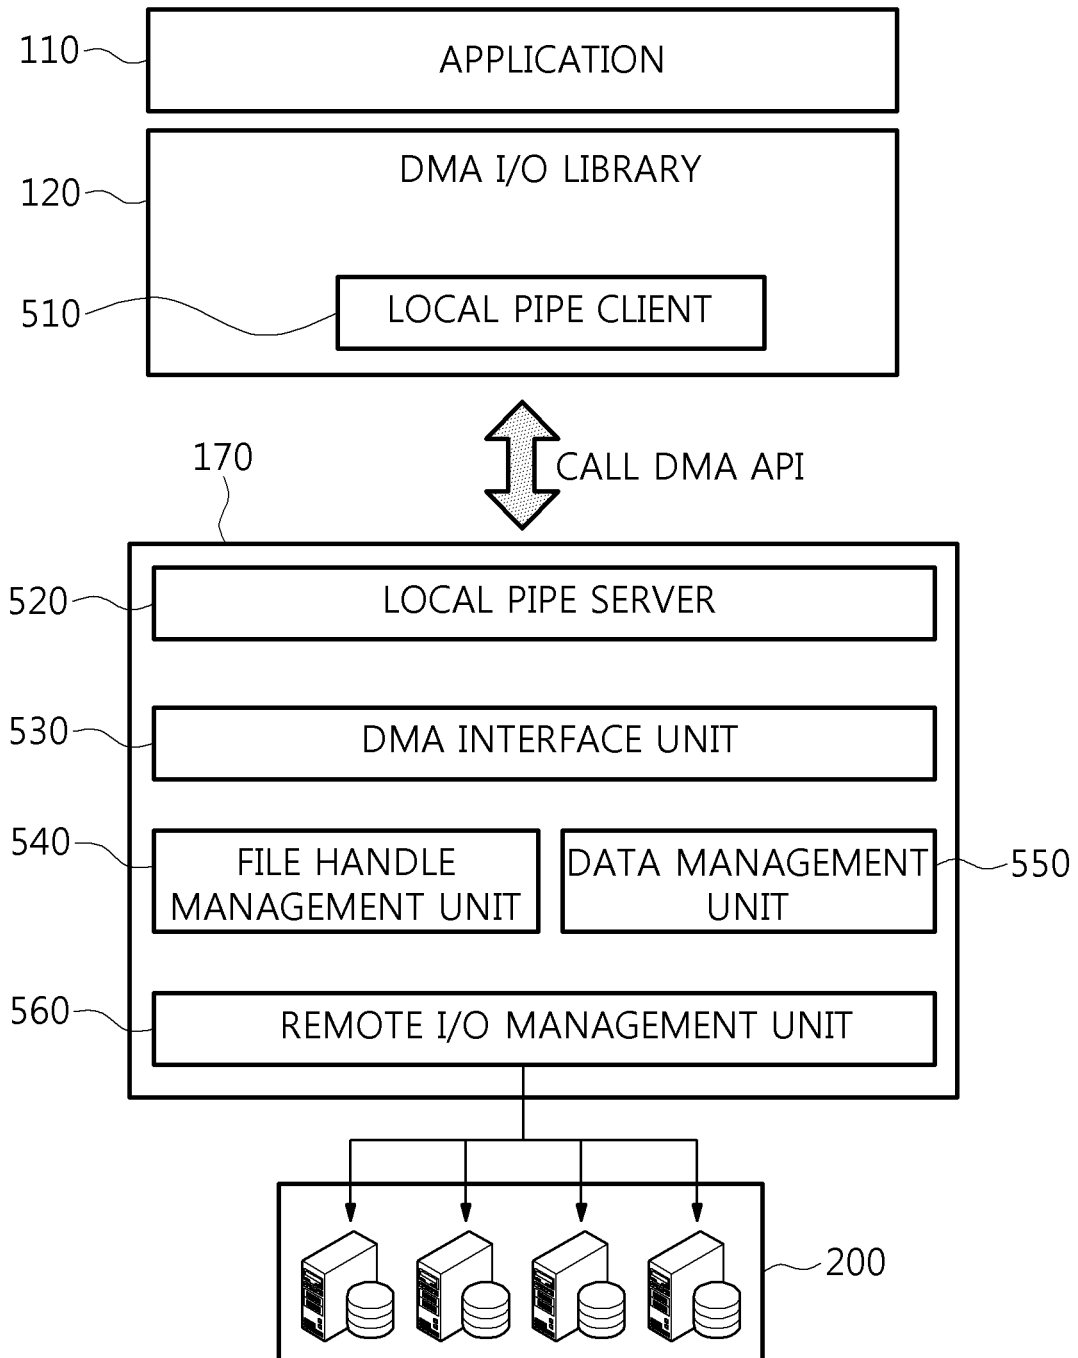 110
APPLICATION
120
DMA I/O LIBRARY
510
LOCAL PIPE CLIENT
CALL DMA API
170
520
LOCAL PIPE SERVER
530
DMA INTERFACE UNIT
540
FILE HANDLE
MANAGEMENT UNIT
DATA MANAGEMENT
UNIT
550
560
REMOTE I/O MANAGEMENT UNIT
200